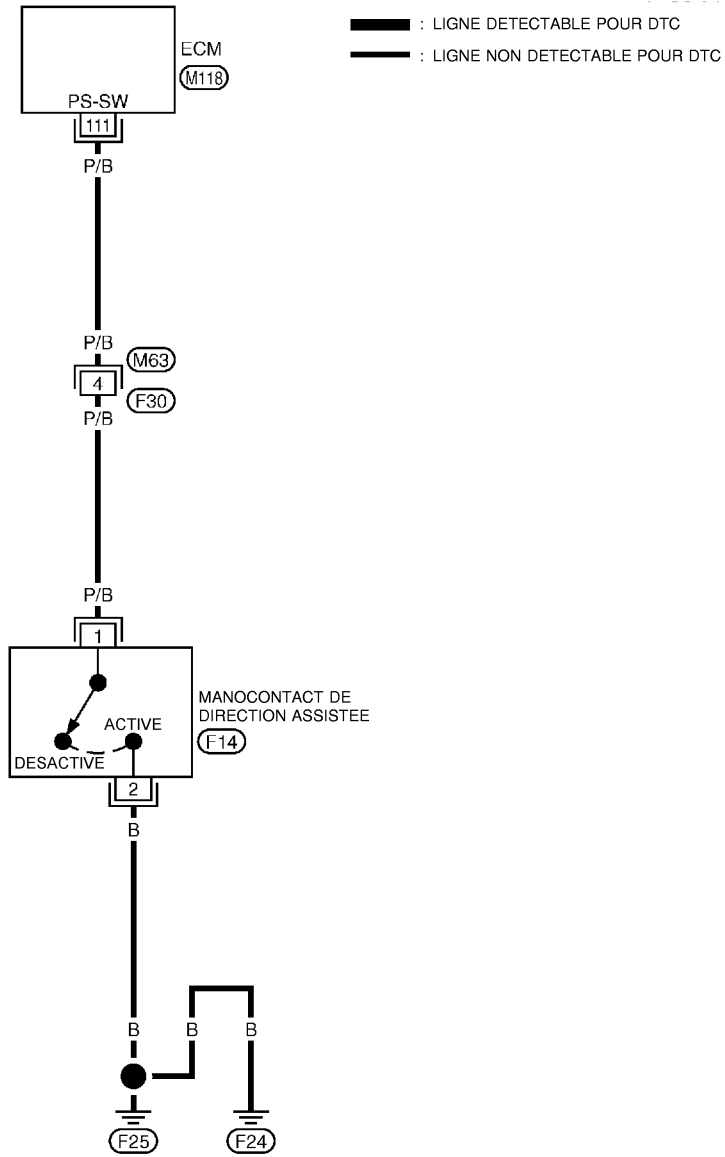 : LIGNE DETECTABLE POUR DTC
: LIGNE NON DETECTABLE POUR DTC
ECM
M118
PS-SW
111
P/B
P/B
M63
4
F30
P/B
P/B
1
MANOCONTACT DE
DIRECTION ASSISTEE
F14
ACTIVE
DESACTIVE
2
B
B
B
B
F25
F24